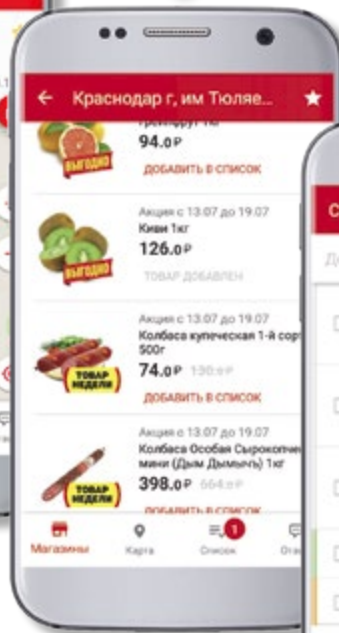 Краснодар г, им Тюляе...
94.0₽
ВЫГОДНО
ДОБАВИТЬ В СПИСОК
Акция с 13.07 до 19.07
Киви 1кг
126.0₽
ВЫГОДНО
ТОВАР ДОБАВЛЕН
Акция с 13.07 до 19.07
Колбаса купеческая 1-й сорт
500г
74.0₽ 130.0₽
ТОВАР
НЕДЕЛИ
ДОБАВИТЬ В СПИСОК
Акция с 13.07 до 19.07
Колбаса Особая Сырокопче
мини (Дым Дымычъ) 1кг
398.0₽ 664.0₽
ТОВАР
НЕДЕЛИ
ДОБАВИТЬ В СПИСОК
1
Магазины Карта Список